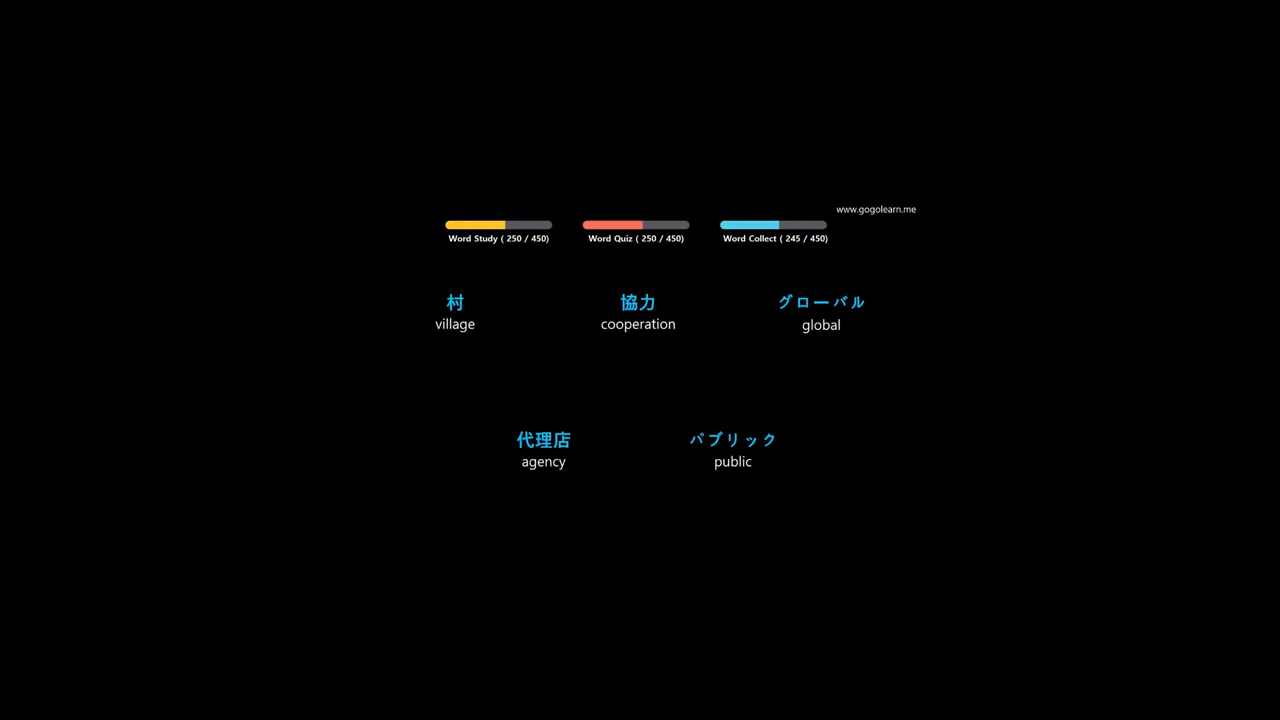 www.gogolearn.me
Word Study ( 250 / 450)
Word Quiz ( 250 / 450)
Word Collect ( 245 / 450)
村
village
協力
cooperation
グローバル
global
代理店
agency
パブリック
public